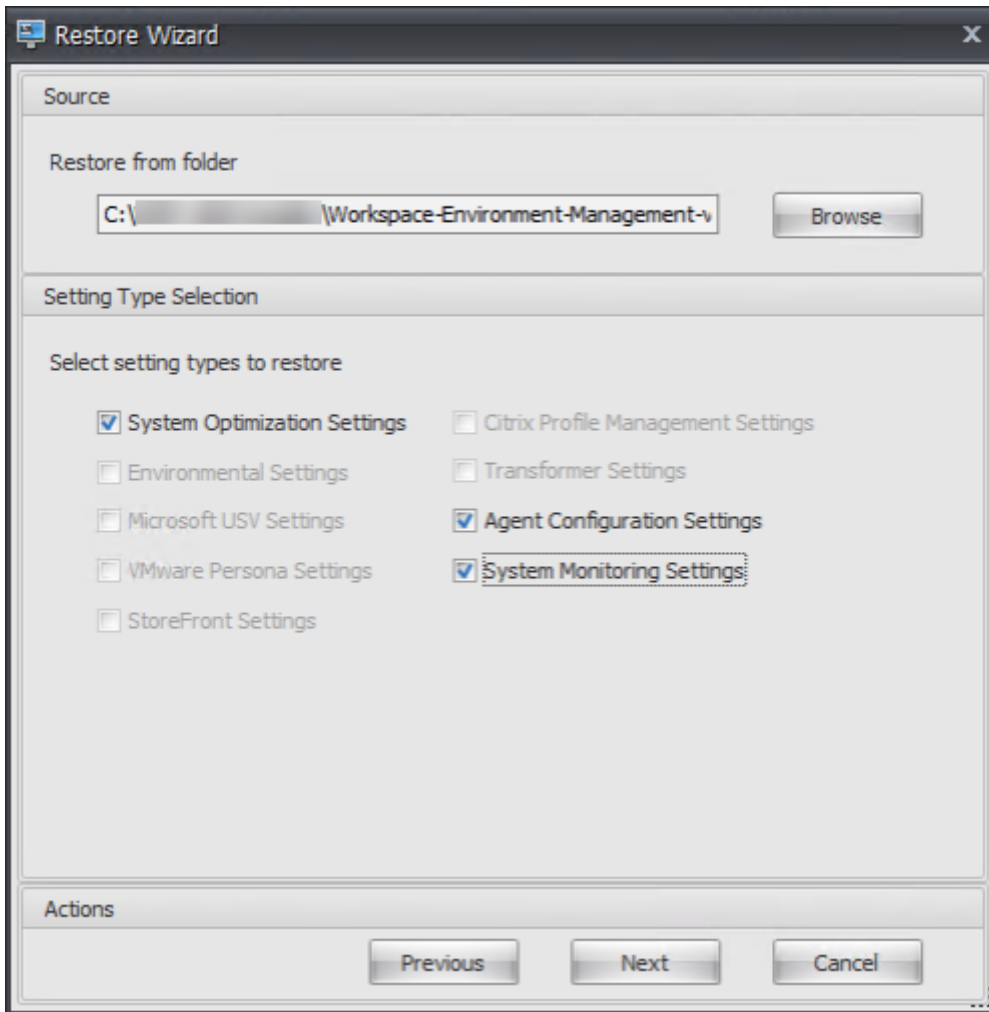 Restore Wizard
Source
Restore from folder
C:\ \Workspace-Environment-Management-v
Browse
Setting Type Selection
Select setting types to restore
System Optimization Settings
Citrix Profile Management Settings
Environmental Settings
Transformer Settings
Microsoft USV Settings
Agent Configuration Settings
VMware Persona Settings
System Monitoring Settings
StoreFront Settings
Actions
Previous Next Cancel